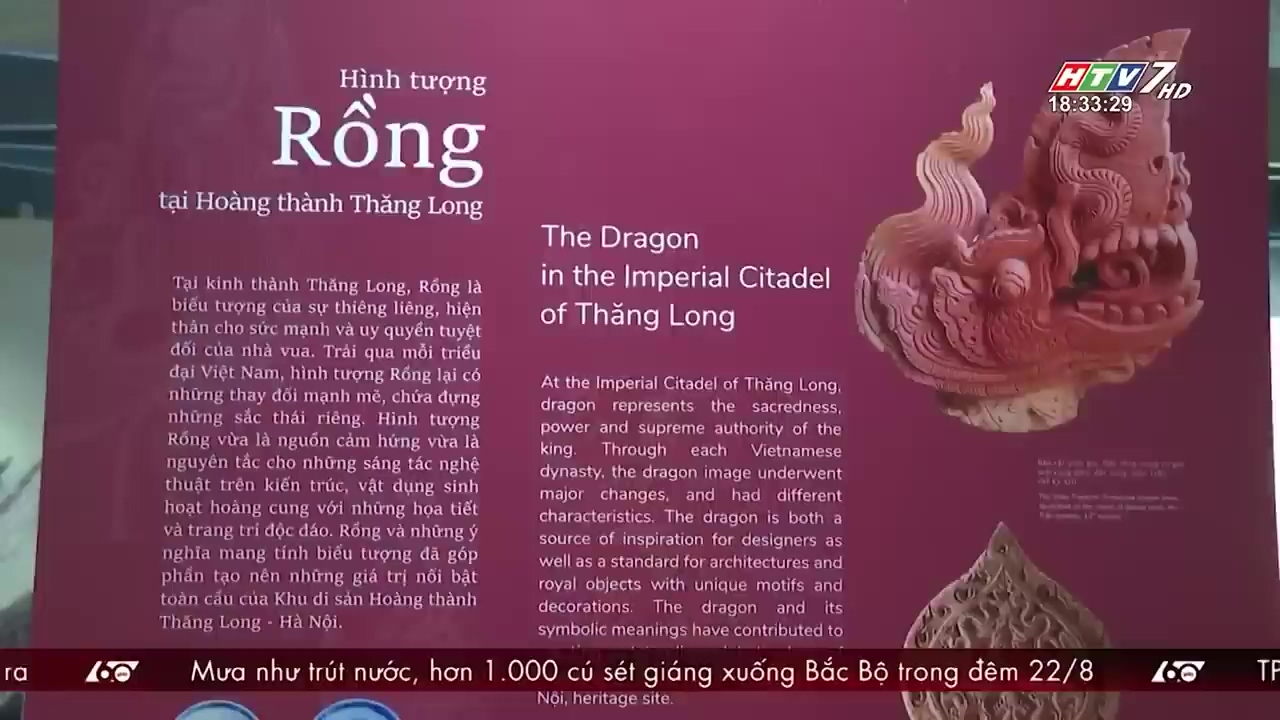 HTV7 HD
18:33:29
Hình tượng
Rồng
tại Hoàng thành Thăng Long
Tại kinh thành Thăng Long, Rồng là
biểu tượng của sự thiêng liêng, hiện
thân cho sức mạnh và uy quyền tuyệt
đối của nhà vua. Trải qua mỗi triều
đại Việt Nam, hình tượng Rồng lại có
những thay đổi mạnh mẽ, chứa đựng
những sắc thái riêng. Hình tượng
Rồng vừa là nguồn cảm hứng vừa là
nguyên tắc cho những sáng tác nghệ
thuật trên kiến trúc, vật dụng sinh
hoạt hoàng cung với những họa tiết
và trang trí độc đáo. Rồng và những ý
nghĩa mang tính biểu tượng đã góp
phần tạo nên những giá trị nổi bật
toàn cầu của Khu di sản Hoàng thành
Thăng Long - Hà Nội.
The Dragon
in the Imperial Citadel
of Thăng Long
At the Imperial Citadel of Thăng Long,
dragon represents the sacredness,
power and supreme authority of the
king. Through each Vietnamese
dynasty, the dragon image underwent
major changes, and had different
characteristics. The dragon is both a
source of inspiration for designers as
well as a standard for architectures and
royal objects with unique motifs and
decorations. The dragon and its
symbolic meanings have contributed to
Nội, heritage site.
ra 60 Mưa như trút nước, hơn 1.000 cú sét giáng xuống Bắc Bộ trong đêm 22/8 60 TP